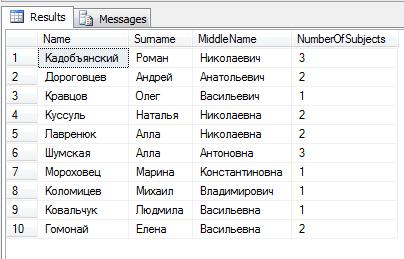 Results Messages
Name Surname MiddleName NumberOfSubjects
1 Кадобъянский Роман Николаевич 3
2 Дороговцев Андрей Анатольевич 2
3 Кравцов Олег Васильевич 1
4 Куссуль Наталья Николаевна 2
5 Лавренюк Алла Николаевна 2
6 Шумская Алла Антоновна 3
7 Мороховец Марина Константиновна 1
8 Коломицев Михаил Владимирович 1
9 Ковальчук Людмила Васильевна 1
10 Гомонай Елена Васильевна 2